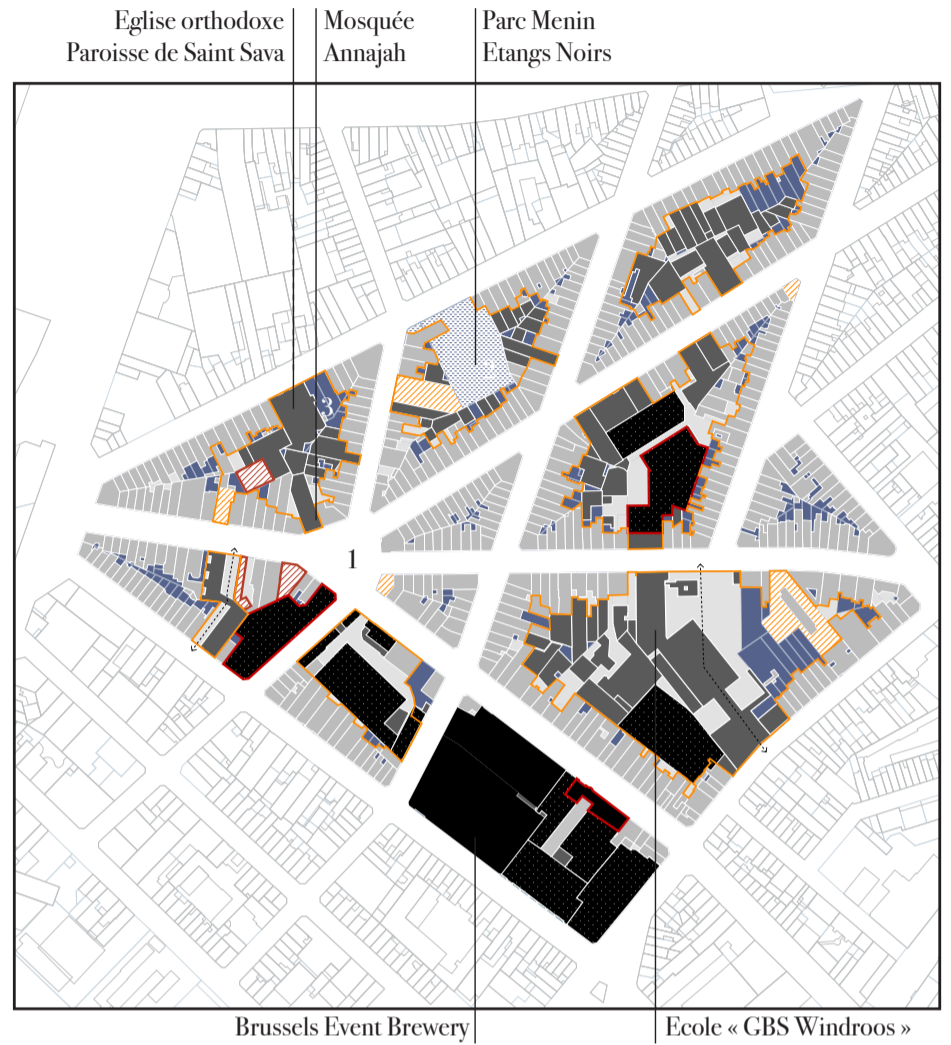 Eglise orthodoxe
Paroisse de Saint Sava
Mosquée
Annajah
Parc Menin
Etangs Noirs
3
1
Brussels Event Brewery
Ecole « GBS Windroos »